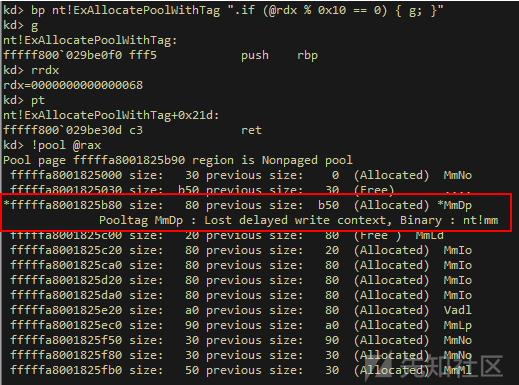 kd> bp nt!ExAllocatePoolWithTag ".if (@rdx % 0x10 == 0) { g; }"
kd> g
nt!ExAllocatePoolWithTag:
fffff800`029be0f0 fff5            push    rbp
kd> rrdx
rdx=0000000000000068
kd> pt
nt!ExAllocatePoolWithTag+0x21d:
fffff800`029be30d c3              ret
kd> !pool @rax
Pool page fffffa8001825b90 region is Nonpaged pool
 fffffa8001825000 size:   30 previous size:    0  (Allocated)  MmNo
 fffffa8001825030 size:  b50 previous size:   30  (Free)       ....
*fffffa8001825b80 size:   80 previous size:  b50  (Allocated) *MmDp
Pooltag MmDp : Lost delayed write context, Binary : nt!mm
 fffffa8001825c00 size:   20 previous size:   80  (Free )  MmLd
 fffffa8001825c20 size:   80 previous size:   20  (Allocated)  MmIo
 fffffa8001825ca0 size:   80 previous size:   80  (Allocated)  MmIo
 fffffa8001825d20 size:   80 previous size:   80  (Allocated)  MmIo
 fffffa8001825da0 size:   80 previous size:   80  (Allocated)  MmIo
 fffffa8001825e20 size:   a0 previous size:   80  (Allocated)  Vadl
 fffffa8001825ec0 size:   90 previous size:   a0  (Allocated)  MmLp
 fffffa8001825f50 size:   30 previous size:   90  (Allocated)  MmNo
 fffffa8001825f80 size:   30 previous size:   30  (Allocated)  MmNo
 fffffa8001825fb0 size:   50 previous size:   30  (Allocated)  MmMl
先知社区